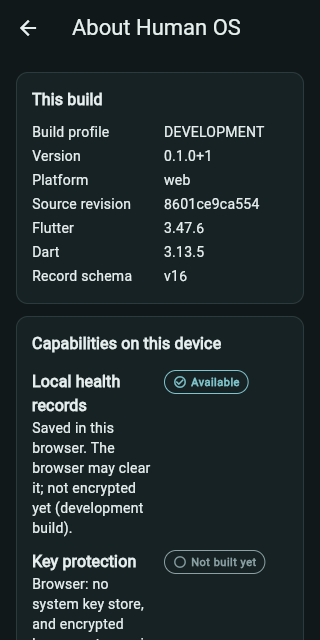 About Human OS
This build
Build profile DEVELOPMENT
Version 0.1.0+1
Platform web
Source revision 8601ce9ca554
Flutter 3.47.6
Dart 3.13.5
Record schema v16
Capabilities on this device
Local health Available
records
Saved in this
browser. The
browser may clear
it; not encrypted
yet (development
build).
Key protection Not built yet
Browser: no
system key store,
and encrypted